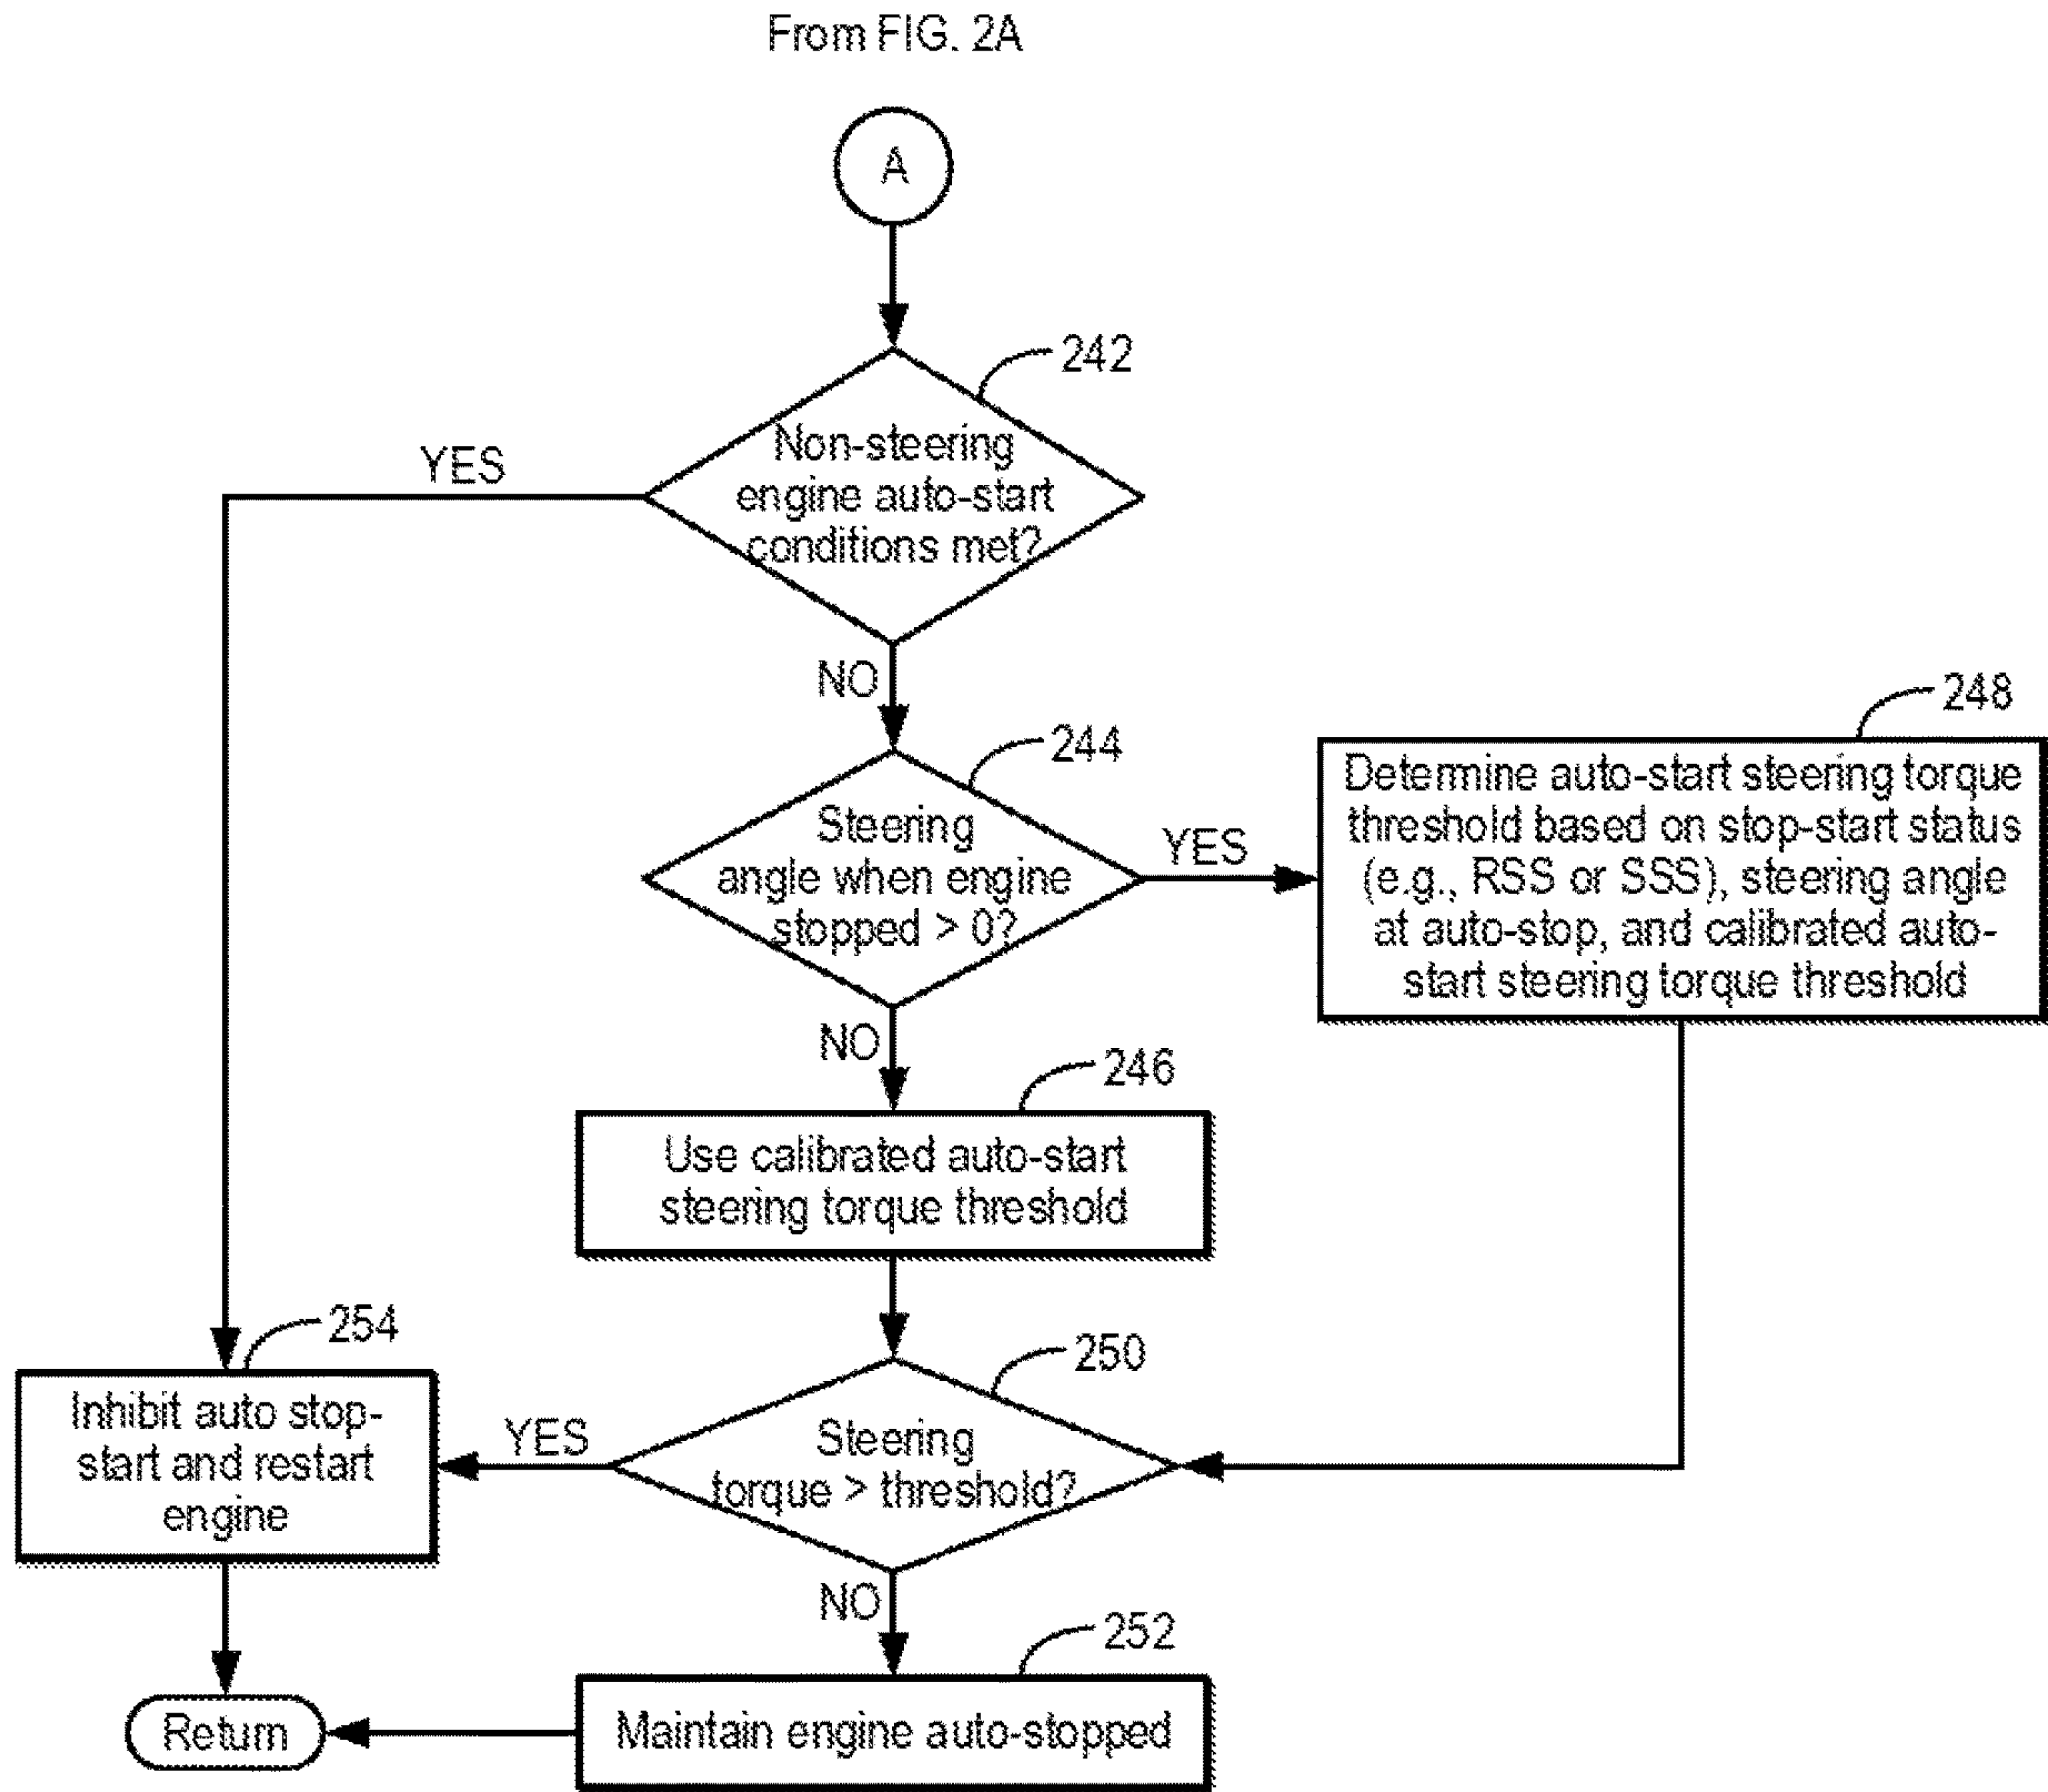 From FIG. 2A
A
242
Non-steering
engine auto-start
conditions met?
YES
NO
244
Steering
angle when engine
stopped > 0?
YES
248
Determine auto-start steering torque
threshold based on stop-start status
(e.g., RSS or SSS), steering angle
at auto-stop, and calibrated auto-
start steering torque threshold
NO
246
Use calibrated auto-start
steering torque threshold
254
Inhibit auto stop-
start and restart
engine
YES
250
Steering
torque > threshold?
NO
252
Maintain engine auto-stopped
Return